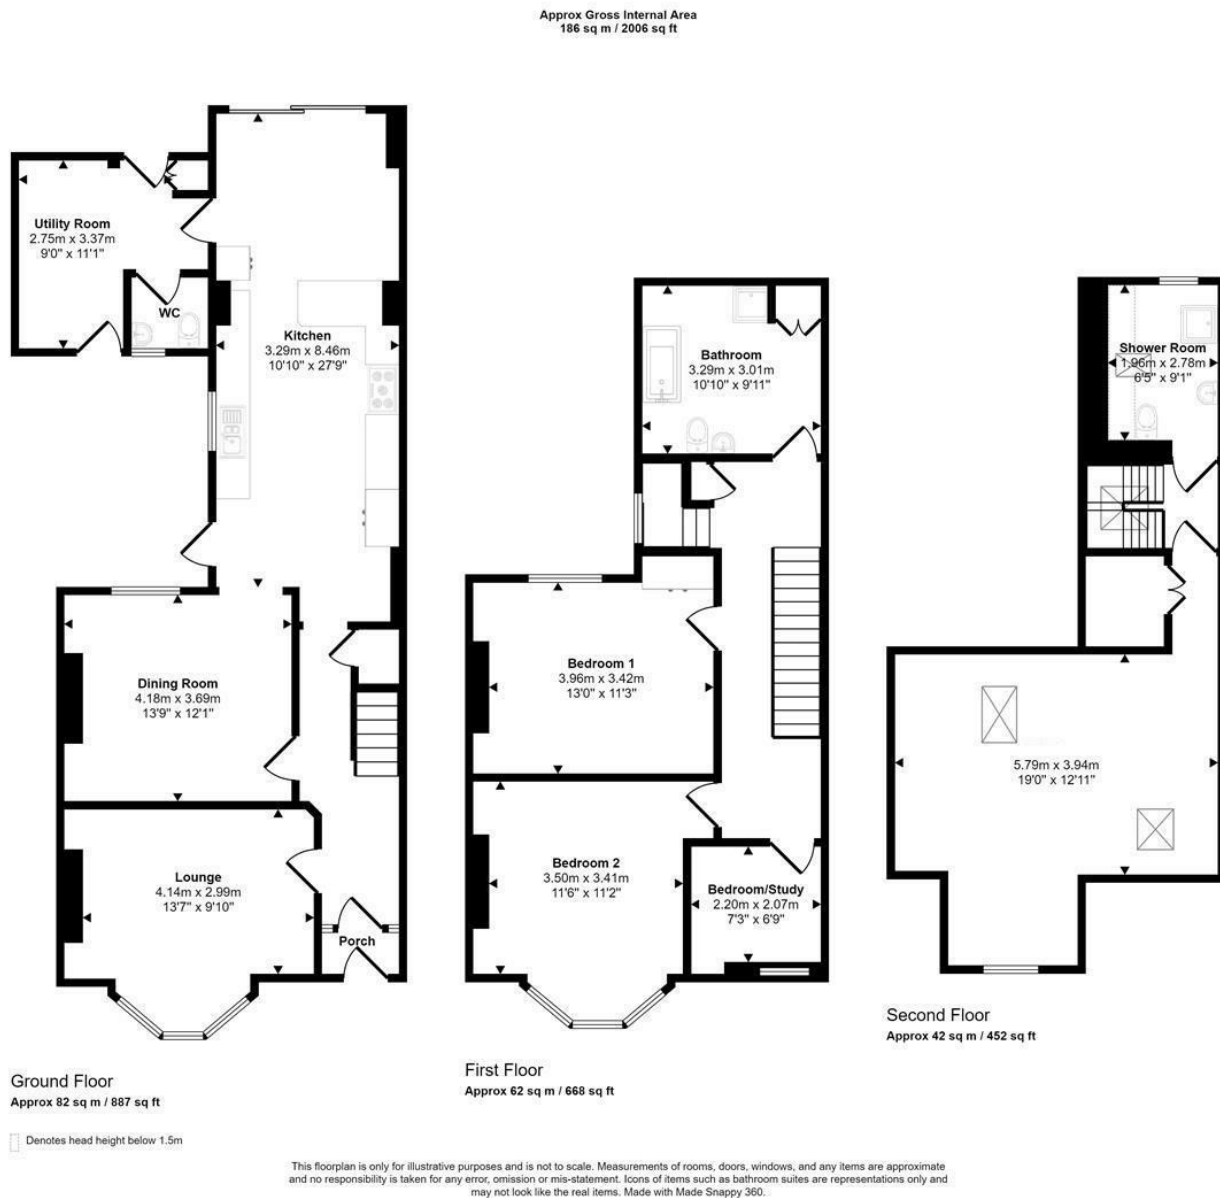 Approx Gross Internal Area
186 sq m / 2006 sq ft
Utility Room
2.75m x 3.37m
9'0" x 11'1"
WC
Kitchen
3.29m x 8.46m
10'10" x 27'9"
Dining Room
4.18m x 3.69m
13'9" x 12'1"
Lounge
4.14m x 2.99m
13'7" x 9'10"
Porch
Ground Floor
Approx 82 sq m / 887 sq ft
Denotes head height below 1.5m
Bathroom
3.29m x 3.01m
10'10" x 9'11"
Bedroom 1
3.96m x 3.42m
13'0" x 11'3"
Bedroom 2
3.50m x 3.41m
11'6" x 11'2"
Bedroom/Study
2.20m x 2.07m
7'3" x 6'9"
First Floor
Approx 62 sq m / 668 sq ft
Shower Room
1.96m x 2.78m
6'5" x 9'1"
5.79m x 3.94m
19'0" x 12'11"
Second Floor
Approx 42 sq m / 452 sq ft
This floorplan is only for illustrative purposes and is not to scale. Measurements of rooms, doors, windows, and any items are approximate
and no responsibility is taken for any error, omission or mis-statement. Icons of items such as bathroom suites are representations only and
may not look like the real items. Made with Made Snappy 360.